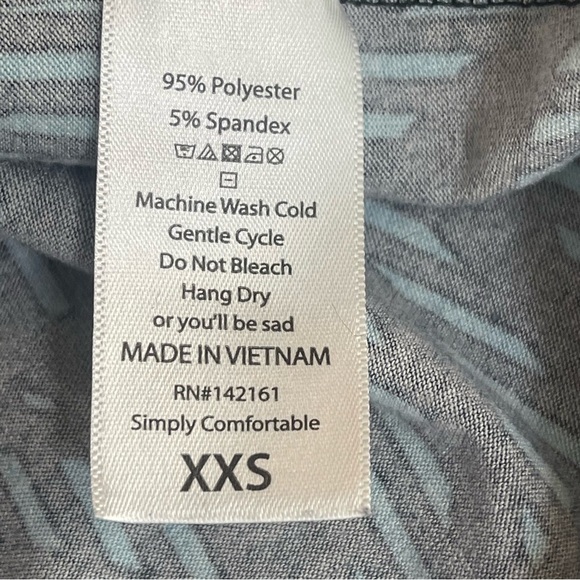 95% Polyester
5% Spandex
Machine Wash Cold
Gentle Cycle
Do Not Bleach
Hang Dry
or you'll be sad
MADE IN VIETNAM
RN#142161
Simply Comfortable
XXS